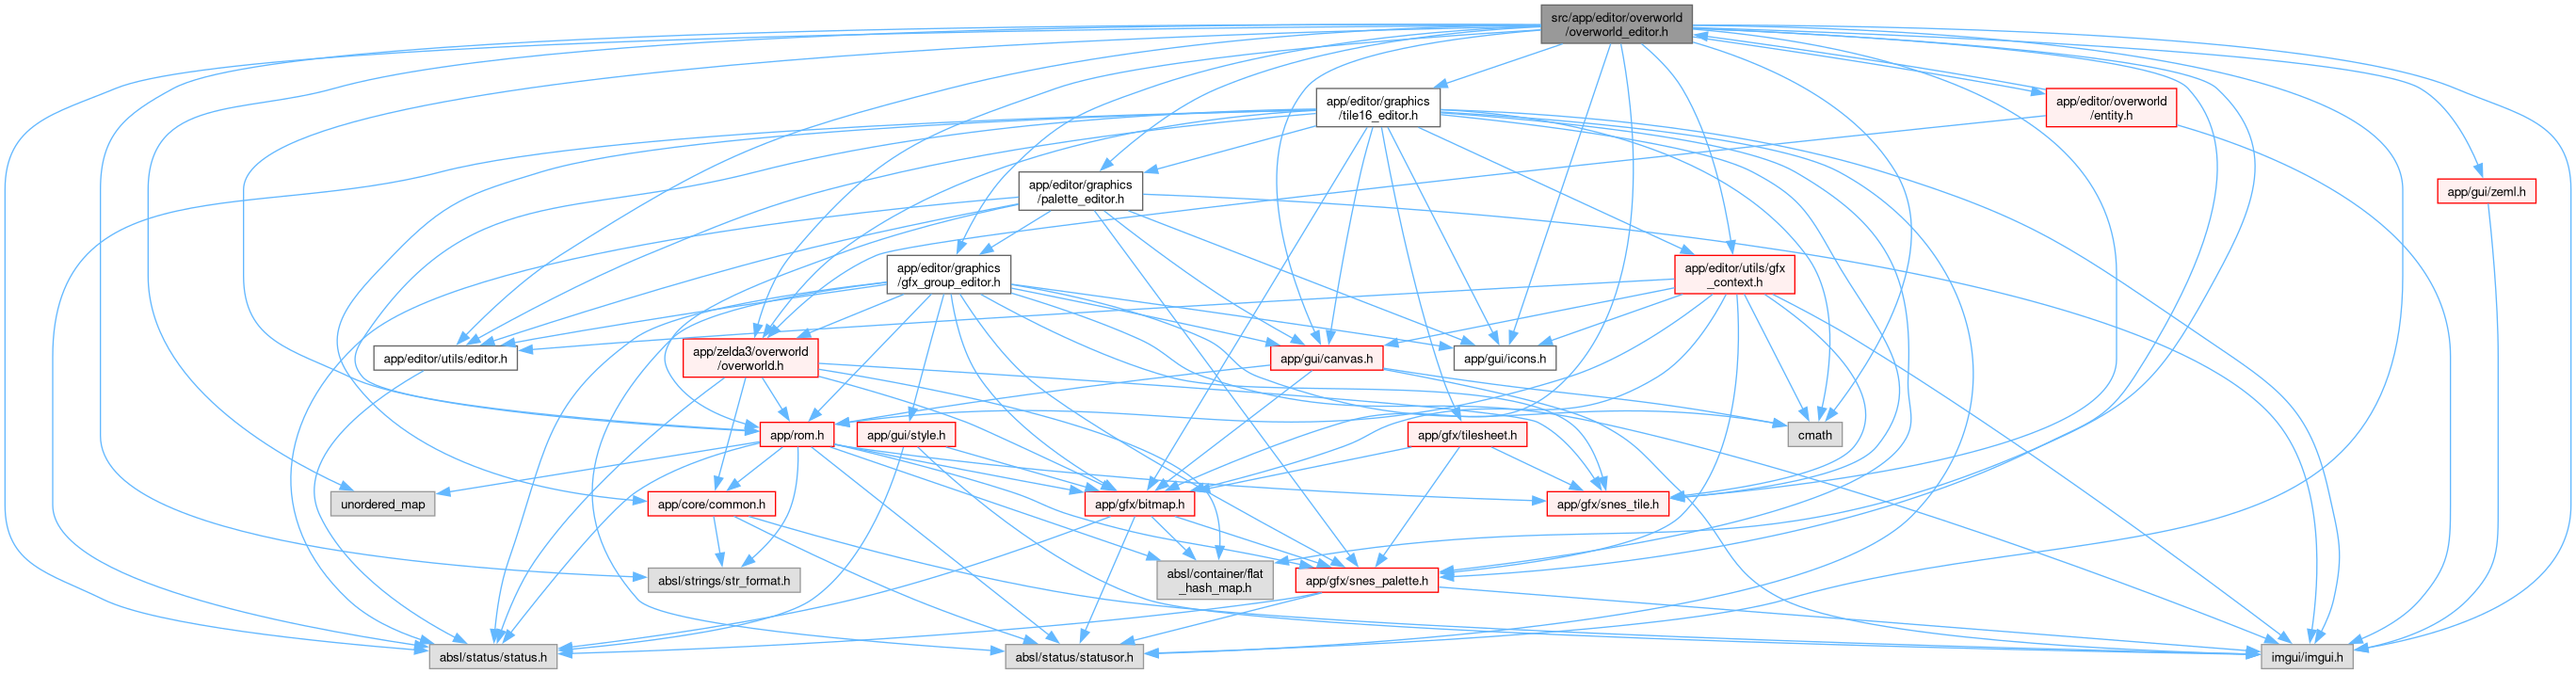 src/app/editor/overworld
/overworld_editor.h
app/editor/graphics
/tile16_editor.h
app/editor/overworld
/entity.h
app/editor/graphics
/palette_editor.h
app/gui/zeml.h
app/editor/graphics
/gfx_group_editor.h
app/editor/utils/gfx
_context.h
app/editor/utils/editor.h
app/zelda3/overworld
/overworld.h
app/gui/canvas.h
app/gui/icons.h
app/rom.h
app/gui/style.h
app/gfx/tilesheet.h
cmath
unordered_map
app/core/common.h
app/gfx/bitmap.h
app/gfx/snes_tile.h
absl/strings/str_format.h
absl/container/flat
_hash_map.h
app/gfx/snes_palette.h
absl/status/status.h
absl/status/statusor.h
imgui/imgui.h